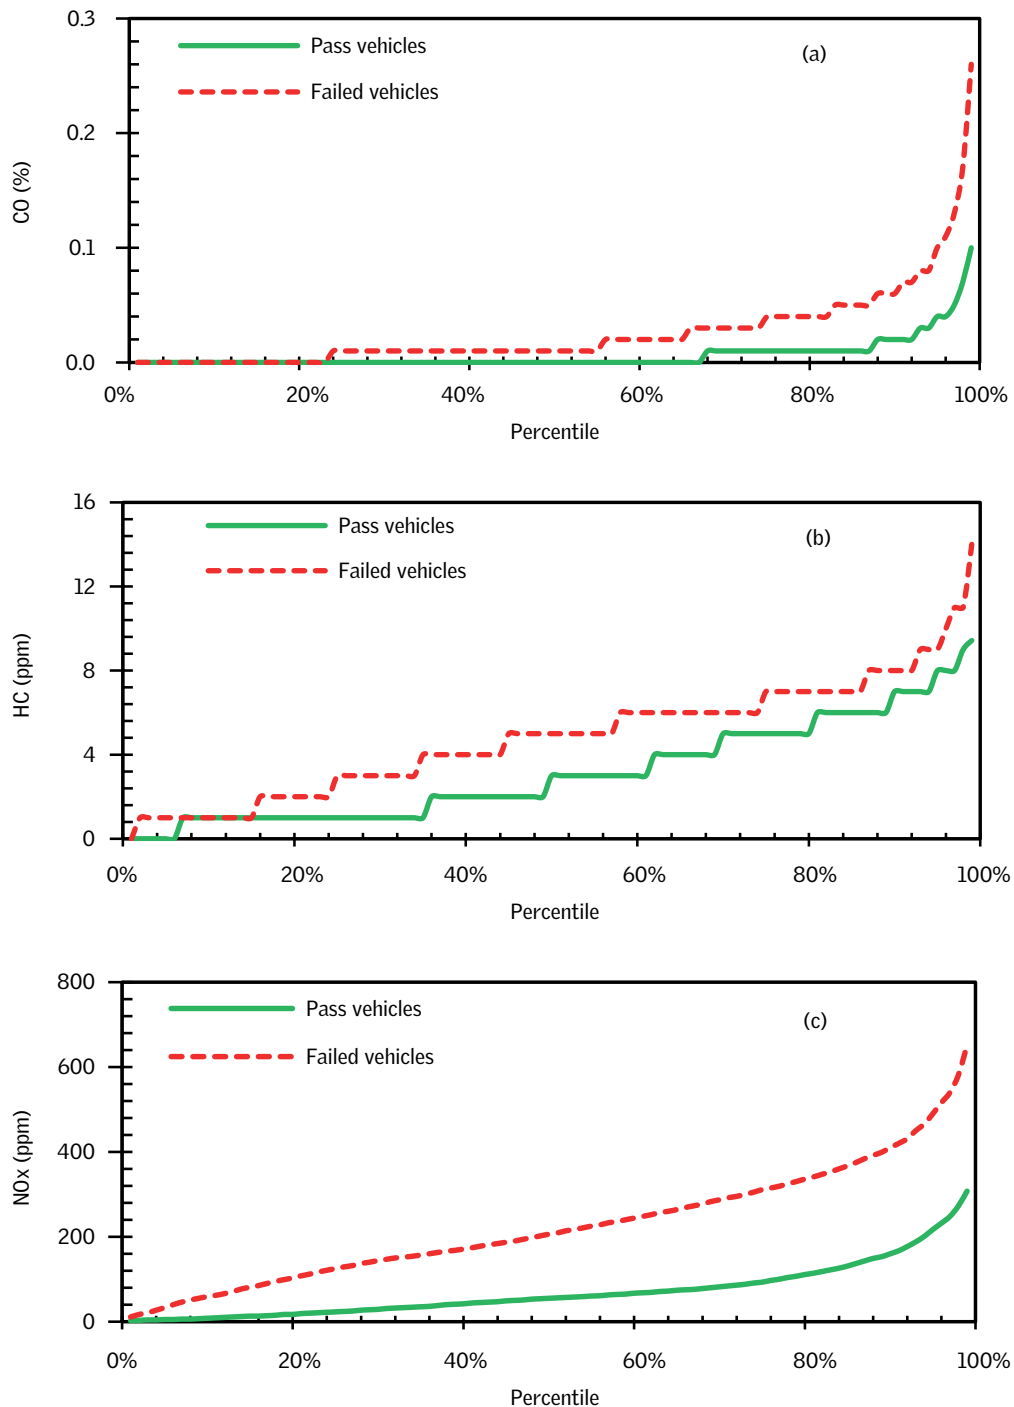 0.3
Pass vehicles
(a)
Failed vehicles
0.2
CO (%)
0.1
0.0
0% 20% 40% 60% 80% 100%
Percentile
16
Pass vehicles
(b)
Failed vehicles
12
HC (ppm)
8
4
0
0% 20% 40% 60% 80% 100%
Percentile
800
Pass vehicles
(c)
Failed vehicles
600
NOx (ppm)
400
200
0
0% 20% 40% 60% 80% 100%
Percentile